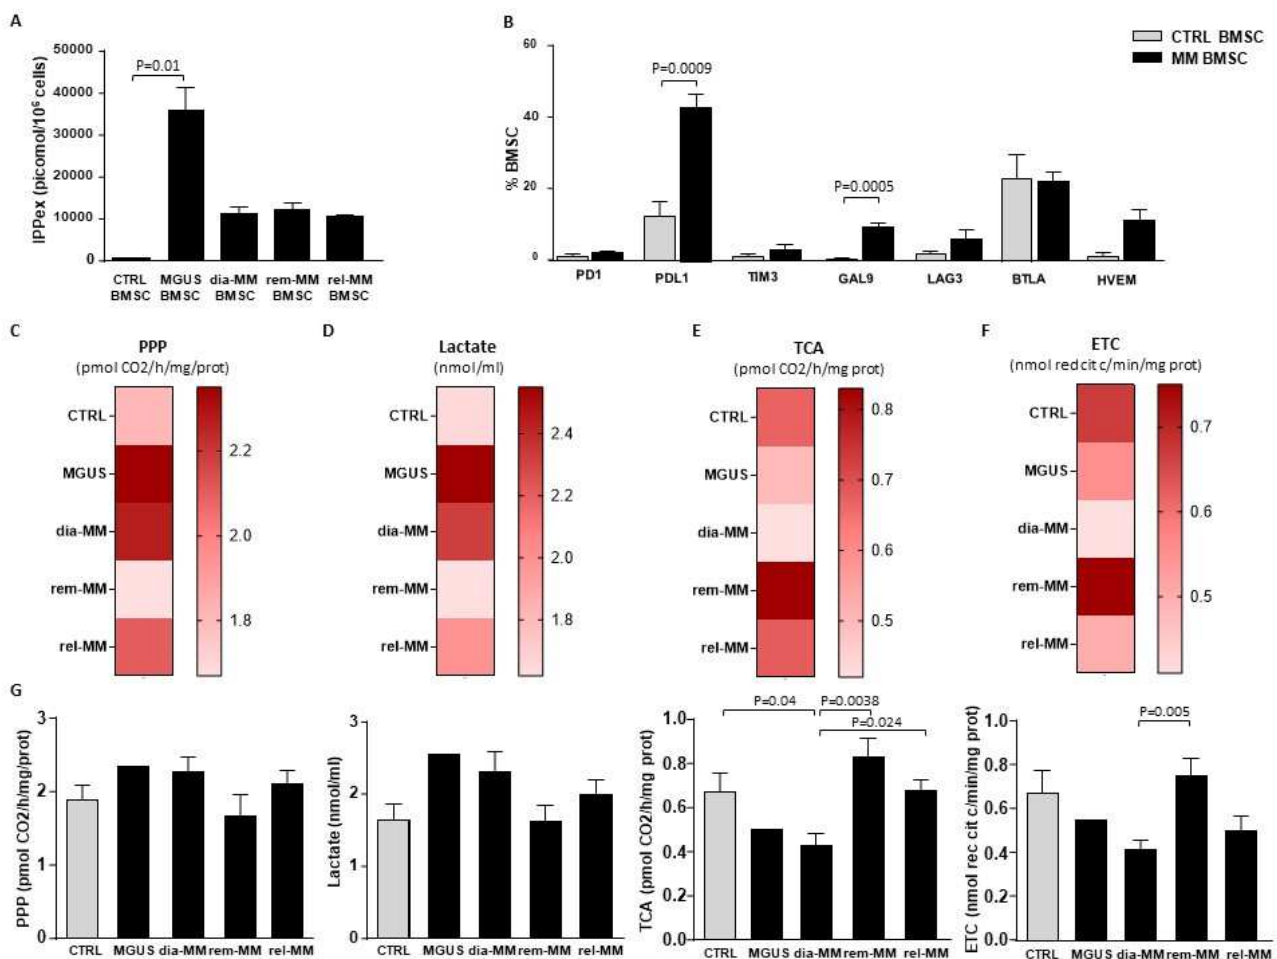 A
IPPex (picomol/10⁶ cells)
50000
40000
30000
20000
10000
0
P=0.01
CTRL BMSC
MGUS BMSC
dia-MM BMSC
rem-MM BMSC
rel-MM BMSC
B
% BMSC
60
40
20
0
P=0.0009
P=0.0005
PD1
PDL1
TIM3
GAL9
LAG3
BTLA
HVEM
CTRL BMSC
MM BMSC
C
PPP
(pmol CO2/h/mg/prot)
CTRL
MGUS
dia-MM
rem-MM
rel-MM
2.2
2.0
1.8
D
Lactate
(nmol/ml)
CTRL
MGUS
dia-MM
rem-MM
rel-MM
2.4
2.2
2.0
1.8
E
TCA
(pmol CO2/h/mg prot)
CTRL
MGUS
dia-MM
rem-MM
rel-MM
0.8
0.7
0.6
0.5
F
ETC
(nmol red cit c/min/mg prot)
CTRL
MGUS
dia-MM
rem-MM
rel-MM
0.7
0.6
0.5
G
PPP (pmol CO2/h/mg/prot)
3
2
1
0
CTRL MGUS dia-MM rem-MM rel-MM
Lactate (nmol/ml)
3
2
1
0
CTRL MGUS dia-MM rem-MM rel-MM
TCA (pmol CO2/h/mg prot)
1.0
0.8
0.6
0.4
0.2
0.0
P=0.04
P=0.0038
P=0.024
CTRL MGUS dia-MM rem-MM rel-MM
ETC (nmol rec cit c/min/mg prot)
1.0
0.8
0.6
0.4
0.2
0.0
P=0.005
CTRL MGUS dia-MM rem-MM rel-MM